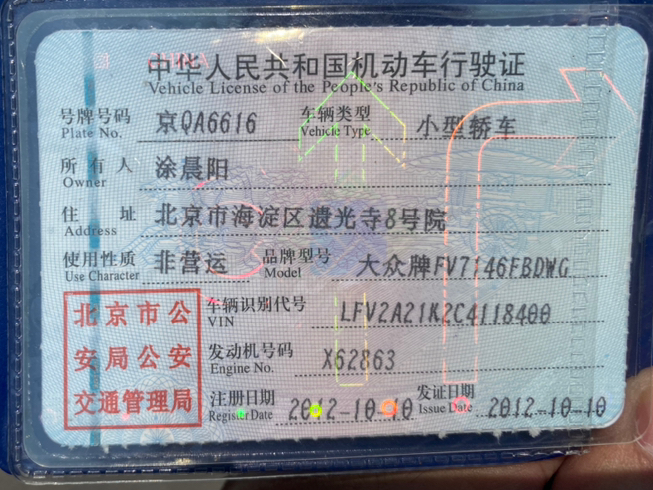 中华人民共和国机动车行驶证
Vehicle License of the People's Republic of China
号牌号码 京QA6616 车辆类型 小型轿车
Plate No. Vehicle Type
所有人 涂晨阳
Owner
住址 北京市海淀区遗光寺8号院
Address
使用性质 非营运 品牌型号 大众牌FV7146FBDWG
Use Character Model
北京市公安局公安交通管理局
车辆识别代号 LFV2A21K2C4118400
VIN
发动机号码 X62863
Engine No.
注册日期 2012-10-10 发证日期 2012-10-10
Register Date Issue Date